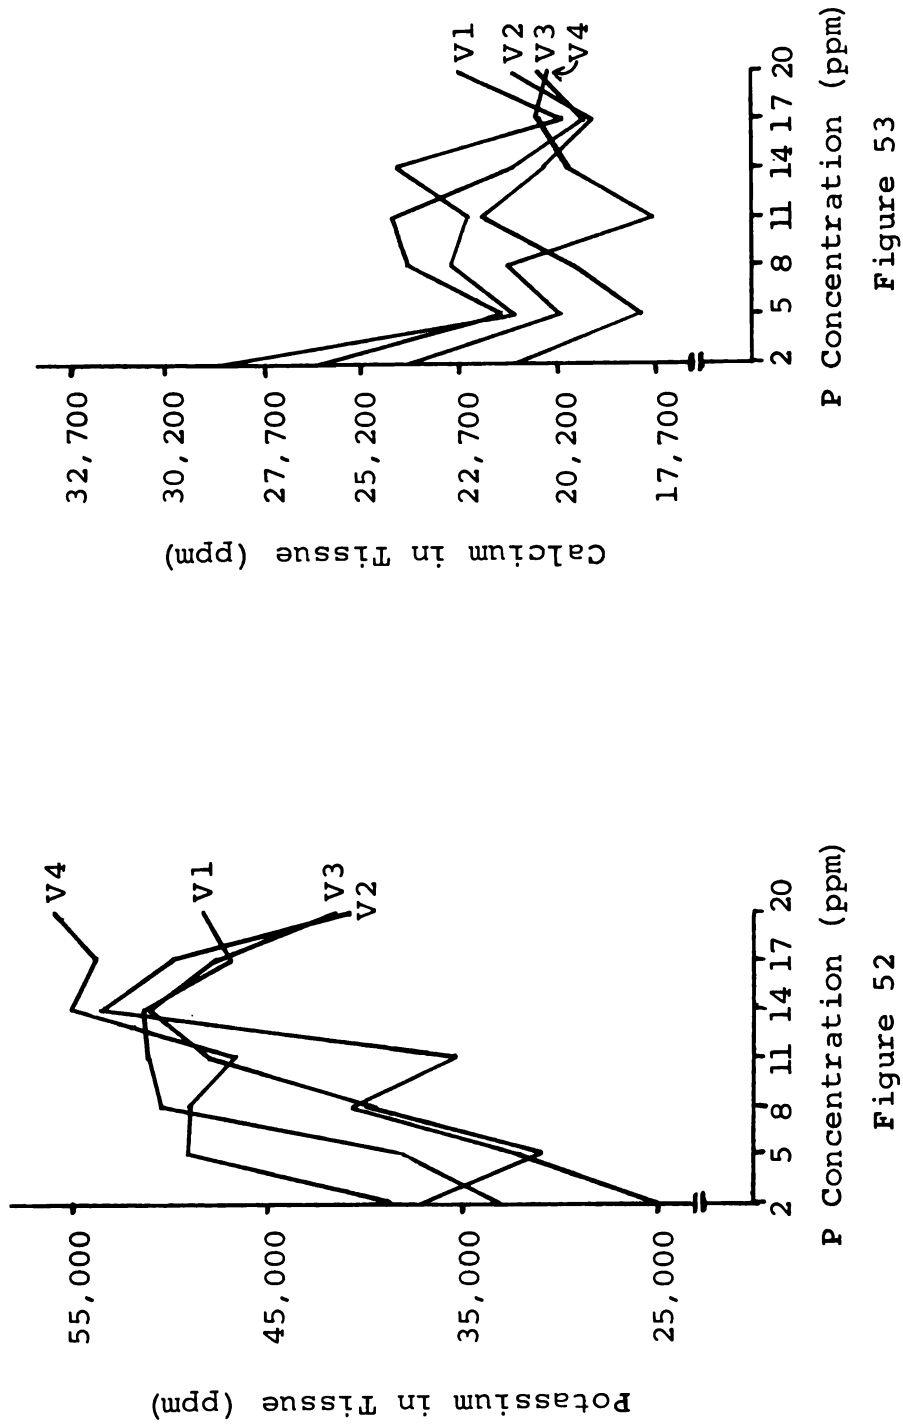 Potassium in Tissue (ppm)
55,000
45,000
35,000
25,000
2 5 8 11 14 17 20
P Concentration (ppm)
V4
V1
V3
V2
Figure 52
Calcium in Tissue (ppm)
32,700
30,200
27,700
25,200
22,700
20,200
17,700
2 5 8 11 14 17 20
P Concentration (ppm)
V1
V2
V3
V4
Figure 53